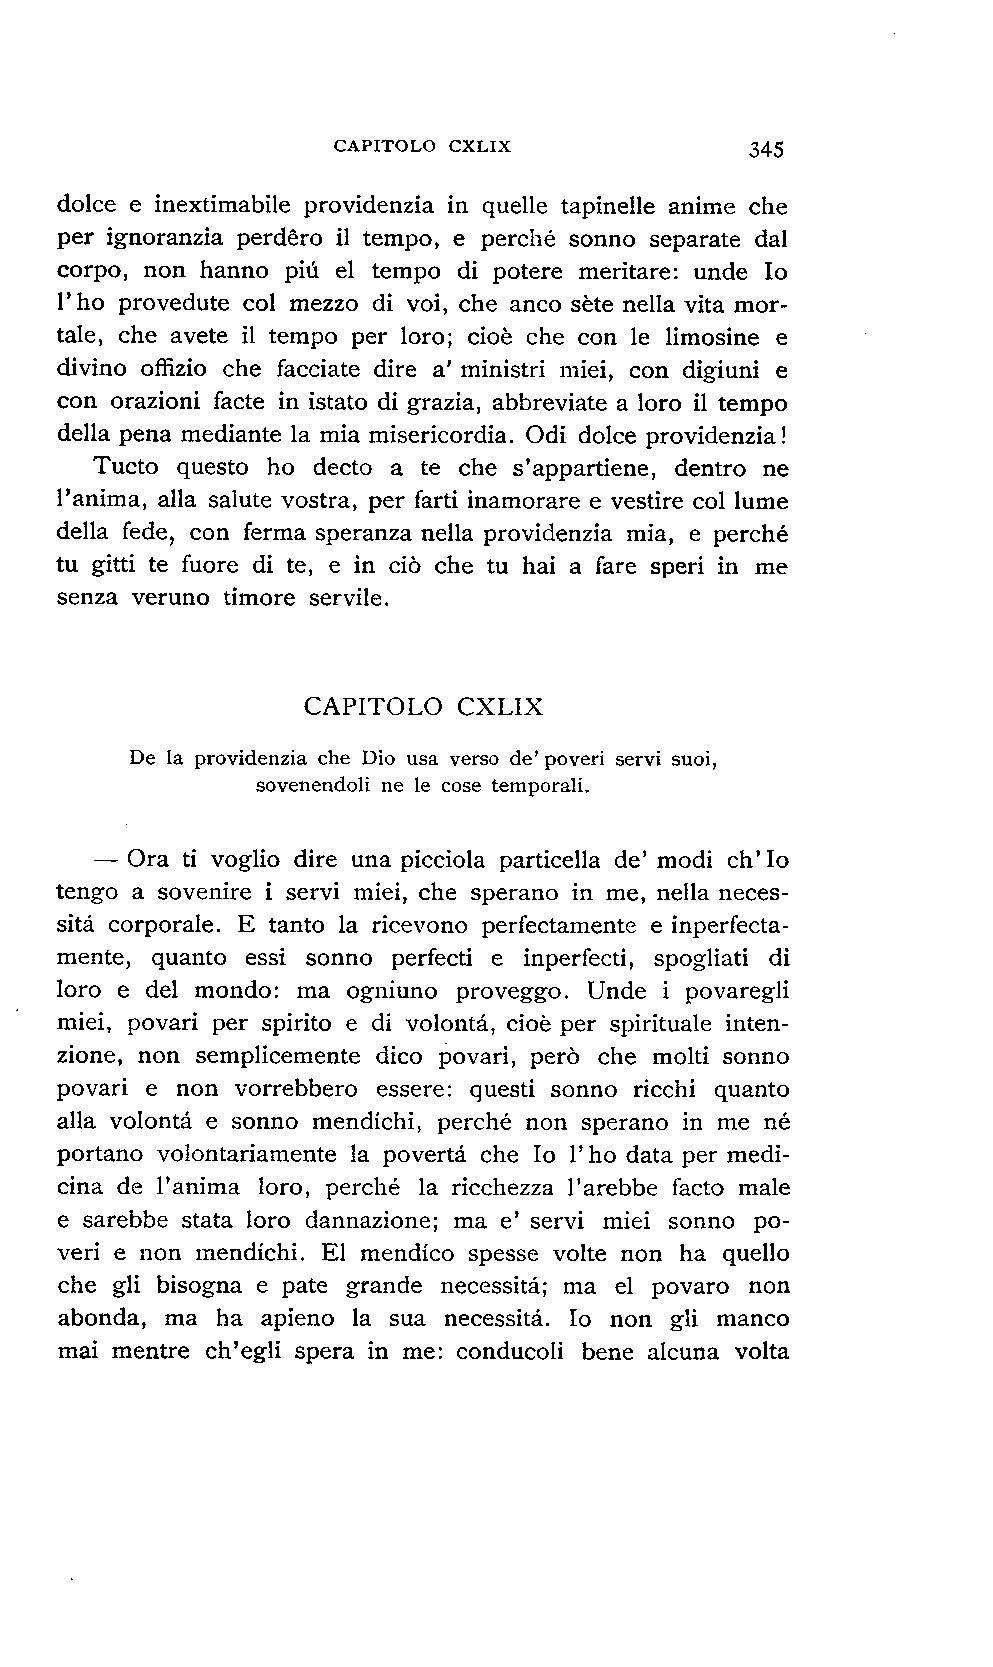 CAPITOLO CXLIX 345
dolce e inextimabile providenzia in quelle tapinelle anime che
per ignoranzia perdêro il tempo, e perché sonno separate dal
corpo, non hanno piú el tempo di potere meritare: unde Io
l'ho provedute col mezzo di voi, che anco sète nella vita mor-
tale, che avete il tempo per loro; cioè che con le limosine e
divino offizio che facciate dire a' ministri miei, con digiuni e
con orazioni facte in istato di grazia, abbreviate a loro il tempo
della pena mediante la mia misericordia. Odi dolce providenzia!
Tucto questo ho decto a te che s'appartiene, dentro ne
l'anima, alla salute vostra, per farti inamorare e vestire col lume
della fede, con ferma speranza nella providenzia mia, e perché
tu gitti te fuore di te, e in ciò che tu hai a fare speri in me
senza veruno timore servile.
CAPITOLO CXLIX
De la providenzia che Dio usa verso de' poveri servi suoi,
sovenendoli ne le cose temporali.
— Ora ti voglio dire una picciola particella de' modi ch'Io
tengo a sovenire i servi miei, che sperano in me, nella neces-
sitá corporale. E tanto la ricevono perfectamente e inperfecta-
mente, quanto essi sonno perfecti e inperfecti, spogliati di
loro e del mondo: ma ogniuno proveggo. Unde i povaregli
miei, povari per spirito e di volontá, cioè per spirituale inten-
zione, non semplicemente dico povari, però che molti sonno
povari e non vorrebbero essere: questi sonno ricchi quanto
alla volontá e sonno mendíchi, perché non sperano in me né
portano volontariamente la povertá che Io l'ho data per medi-
cina de l'anima loro, perché la ricchezza l'arebbe facto male
e sarebbe stata loro dannazione; ma e' servi miei sonno po-
veri e non mendíchi. El mendíco spesse volte non ha quello
che gli bisogna e pate grande necessitá; ma el povaro non
abonda, ma ha apieno la sua necessitá. Io non gli manco
mai mentre ch'egli spera in me: conducoli bene alcuna volta